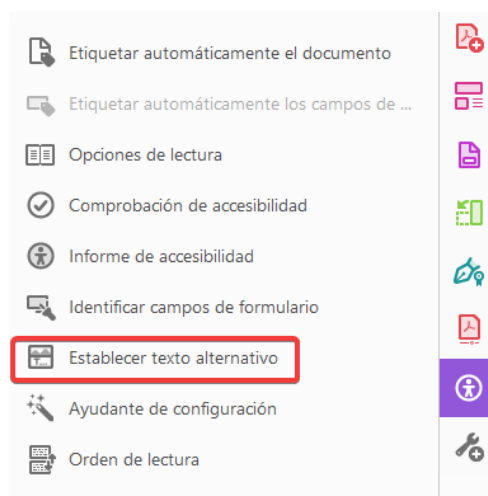 Etiquetar automáticamente el documento
Etiquetar automáticamente los campos de ...
Opciones de lectura
Comprobación de accesibilidad
Informe de accesibilidad
Identificar campos de formulario
Establecer texto alternativo
Ayudante de configuración
Orden de lectura